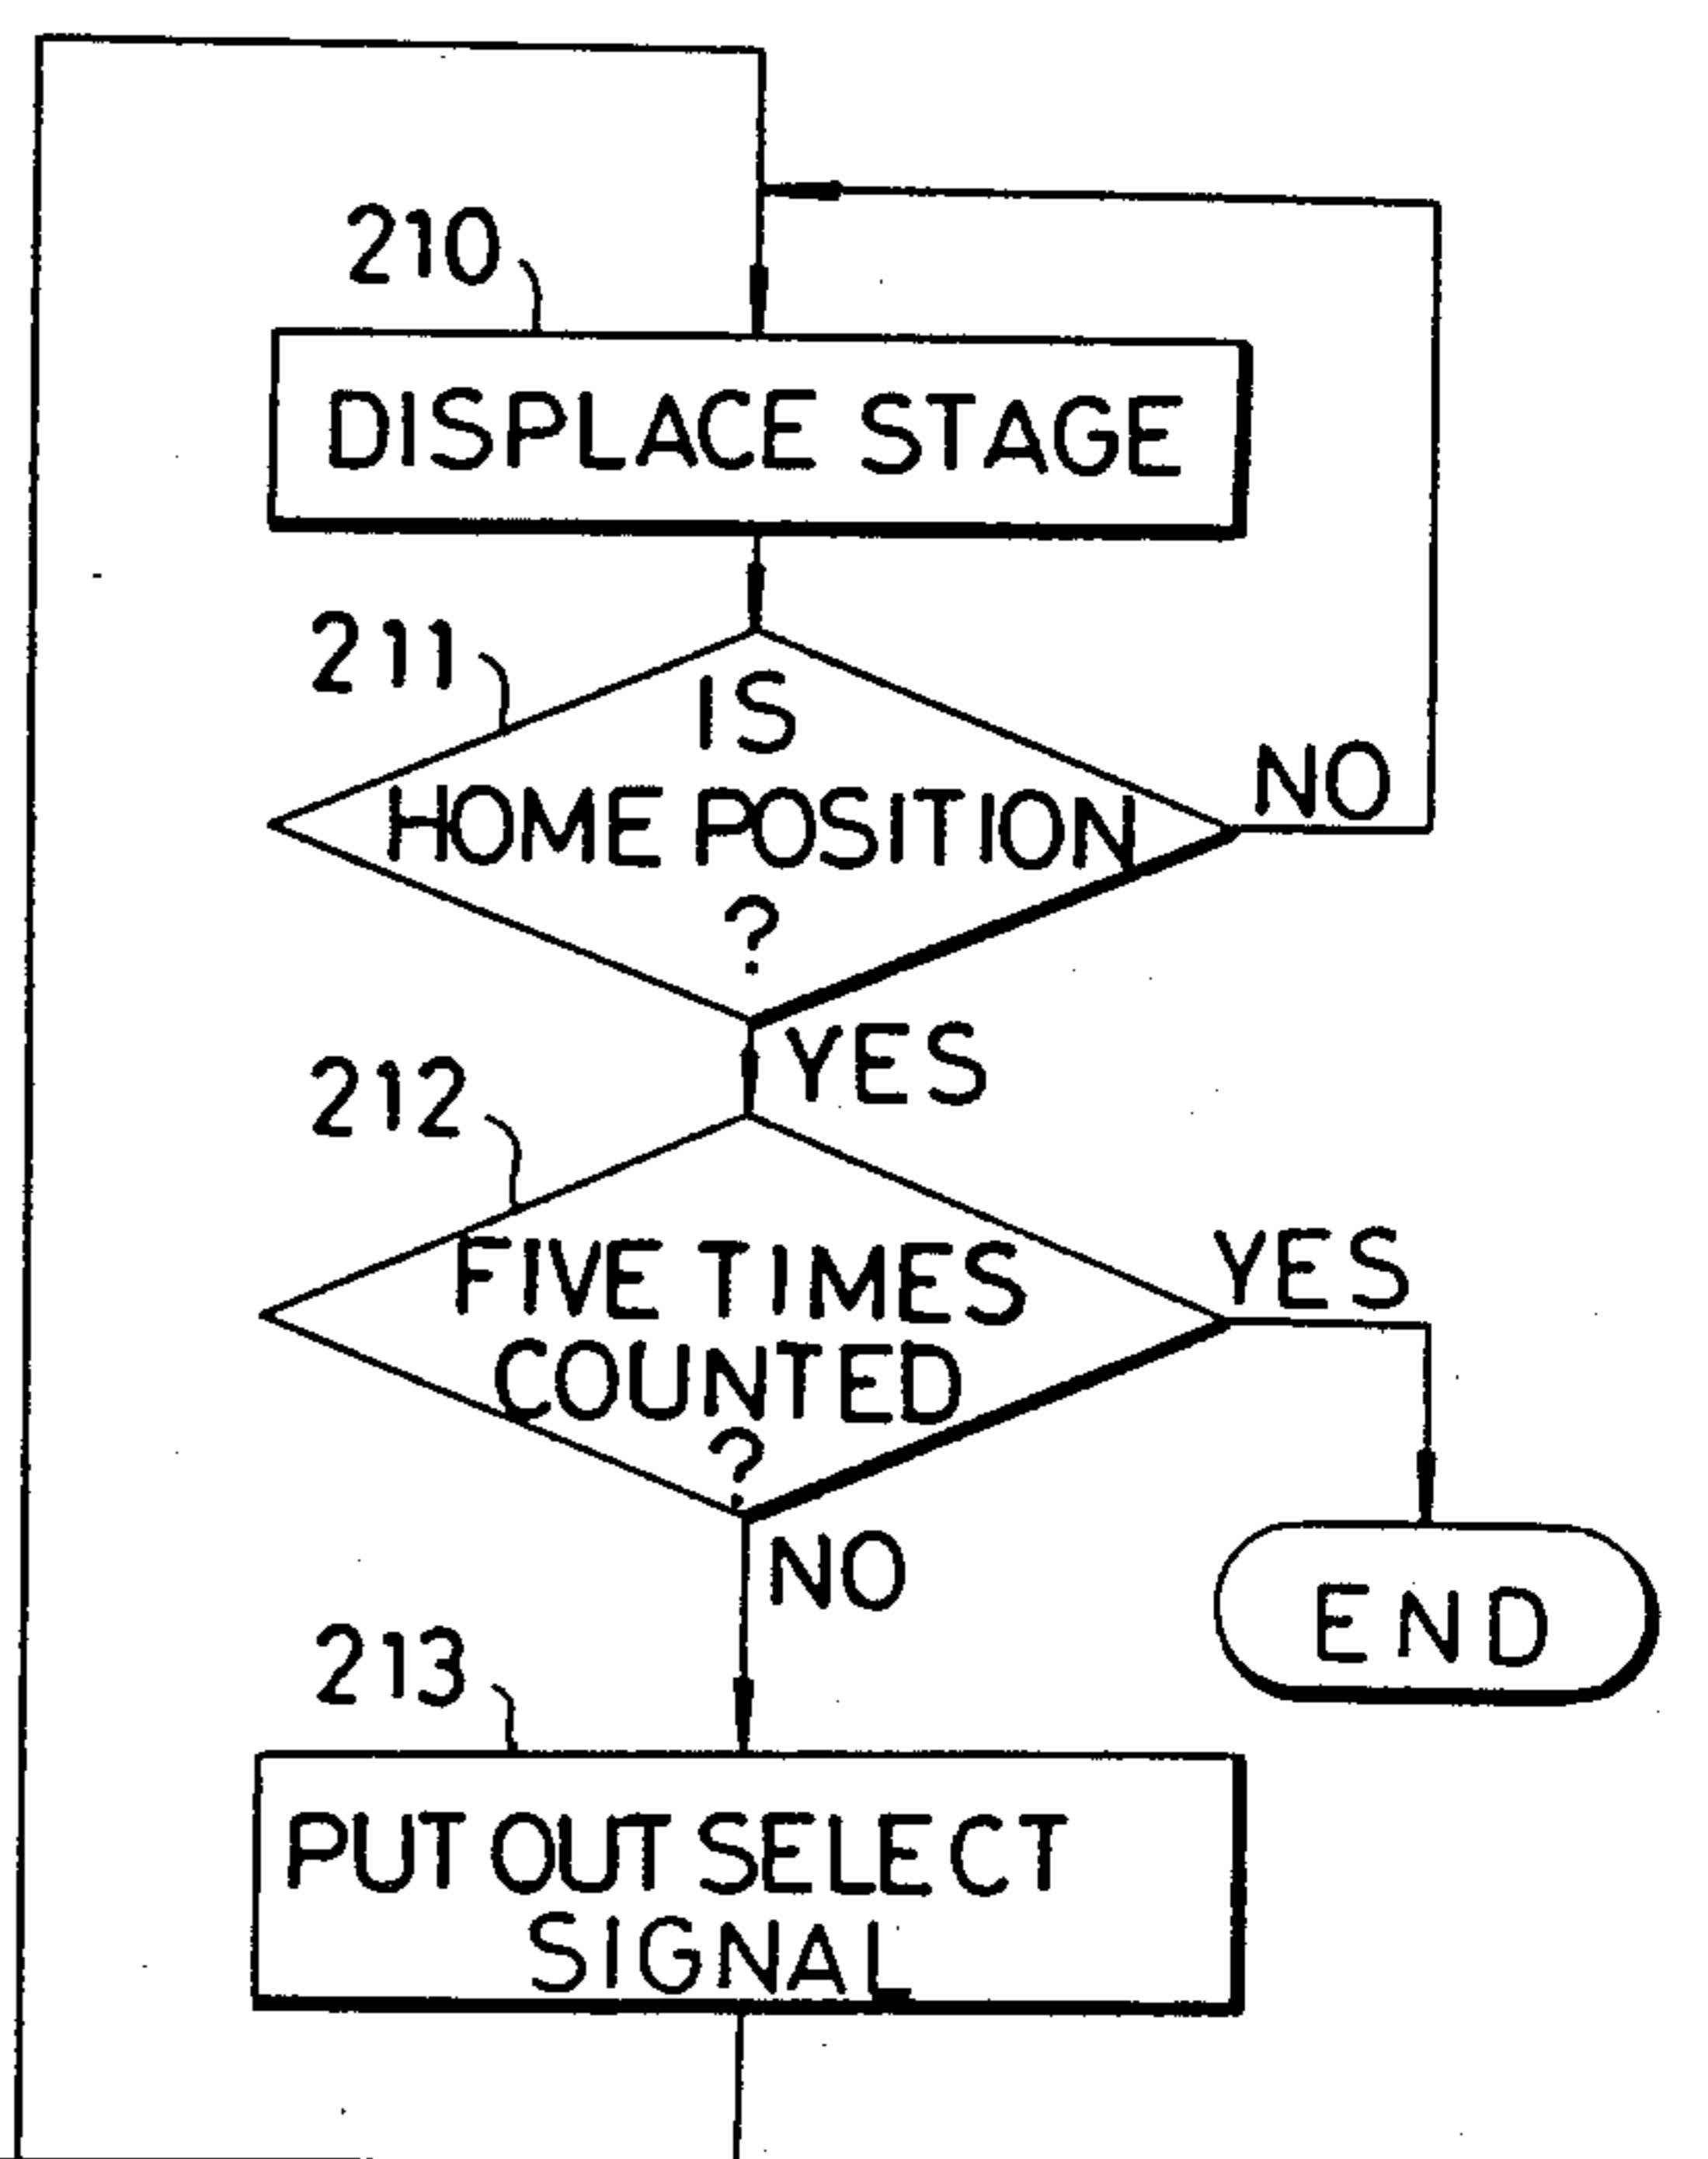 210
DISPLACE STAGE
211
IS
HOME POSITION
?
NO
YES
212
FIVE TIMES
COUNTED
?
YES
NO
END
213
PUT OUT SELECT
SIGNAL